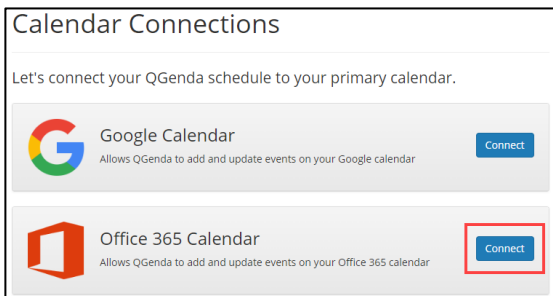 Calendar Connections
Let's connect your QGenda schedule to your primary calendar.
Google Calendar
Allows QGenda to add and update events on your Google calendar
Connect
Office 365 Calendar
Allows QGenda to add and update events on your Office 365 calendar
Connect